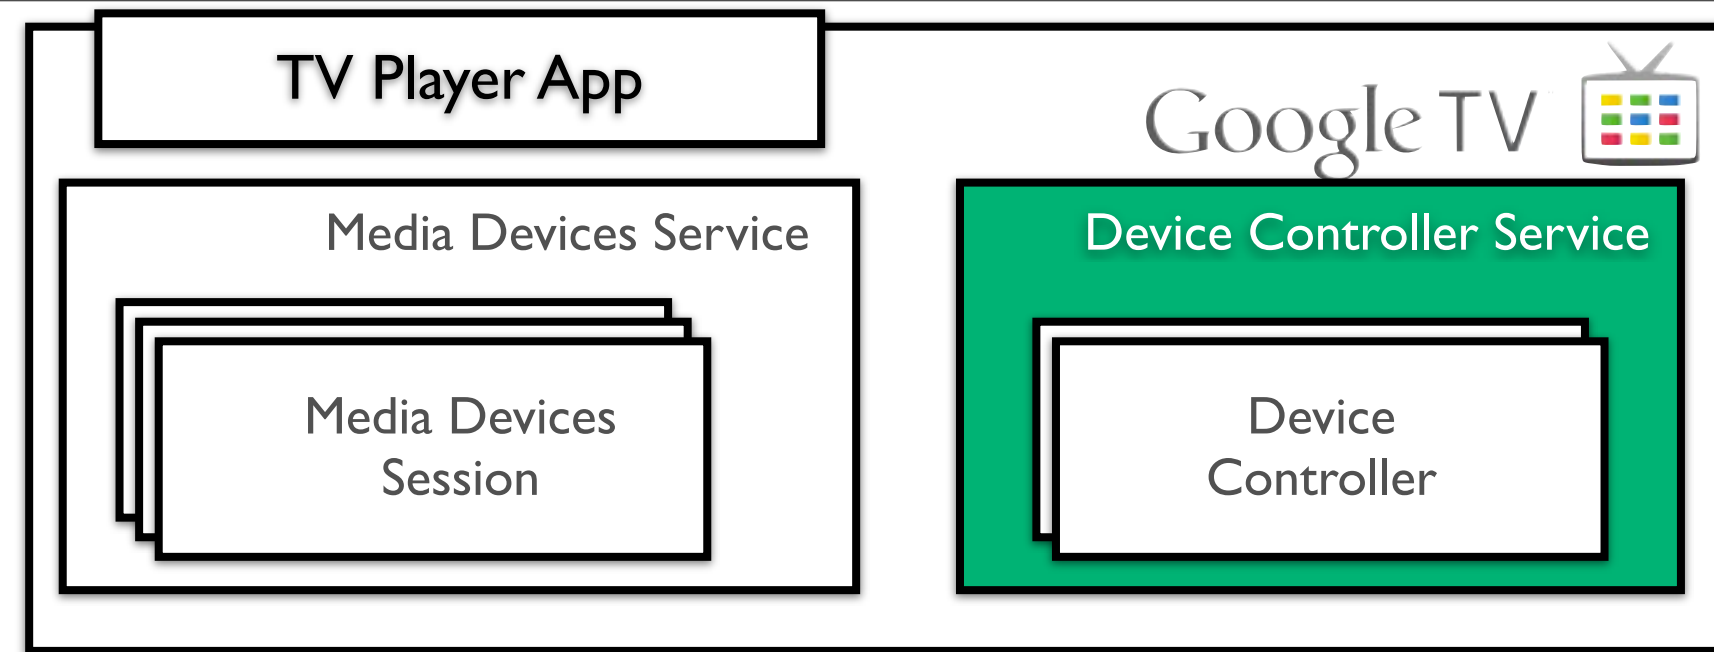 TV Player App
Google TV
Media Devices Service
Device Controller Service
Media Devices
Session
Device
Controller